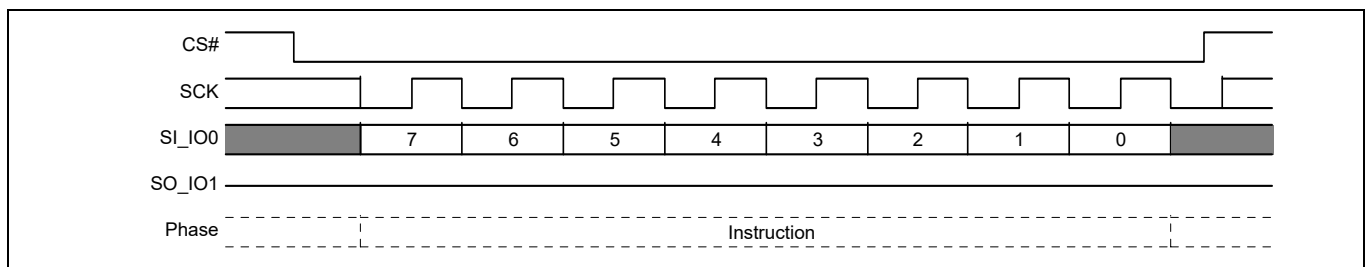 CS#
SCK
SI_IO0 7 6 5 4 3 2 1 0
SO_IO1
Phase Instruction